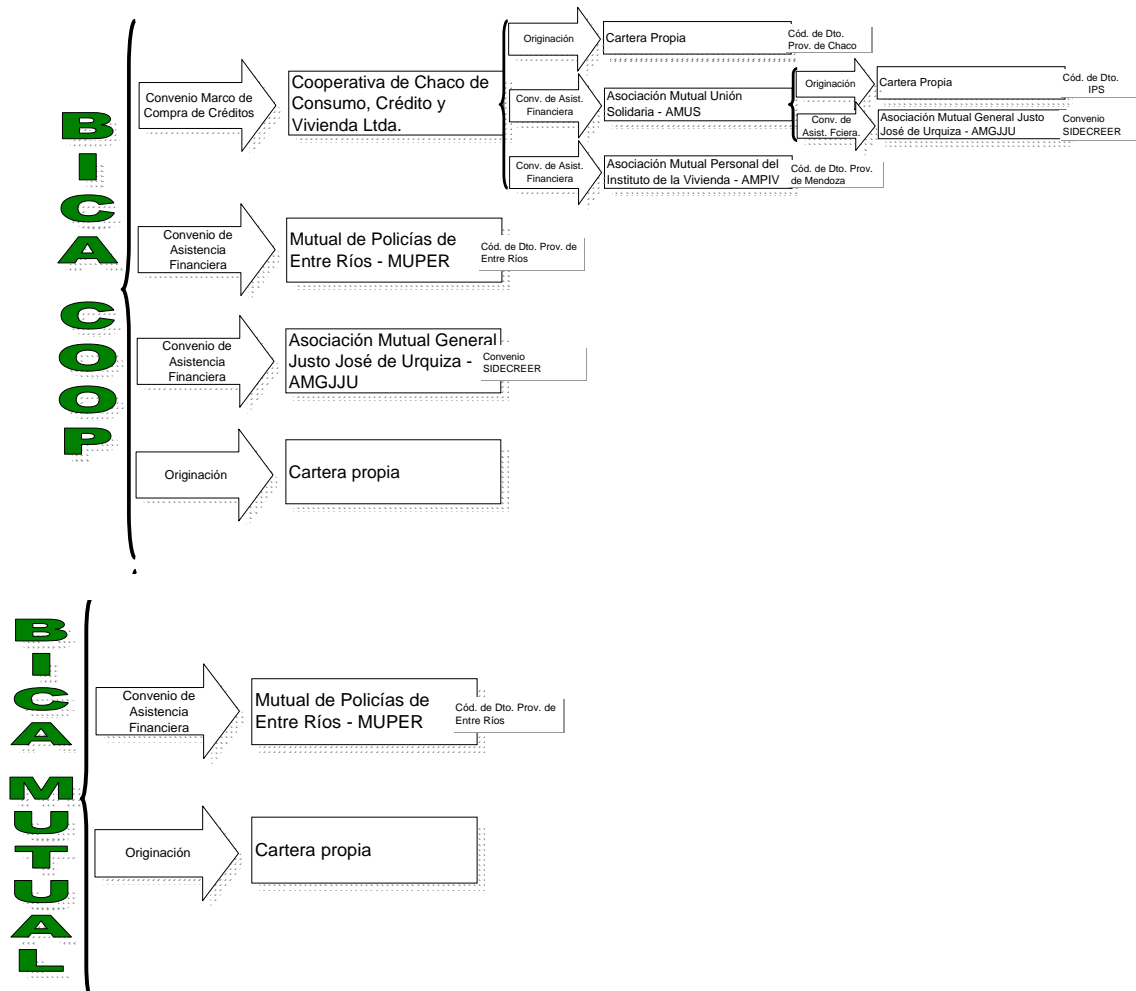 BICA COOP
Convenio Marco de
Compra de Créditos
Cooperativa de Chaco de
Consumo, Crédito y
Vivienda Ltda.
Originación
Cartera Propia
Cód. de Dto.
Prov. de Chaco
Conv. de Asist.
Financiera
Asociación Mutual Unión
Solidaria - AMUS
Originación
Cartera Propia
Cód. de Dto.
IPS
Conv. de
Asist. Fciera.
Asociación Mutual General Justo
José de Urquiza - AMGJJU
Convenio
SIDECREER
Conv. de Asist.
Financiera
Asociación Mutual Personal del
Instituto de la Vivienda - AMPIV
Cód. de Dto. Prov.
de Mendoza
Convenio de
Asistencia
Financiera
Mutual de Policías de
Entre Ríos - MUPER
Cód. de Dto. Prov. de
Entre Ríos
Convenio de
Asistencia
Financiera
Asociación Mutual General
Justo José de Urquiza -
AMGJJU
Convenio
SIDECREER
Originación
Cartera propia
BICA MUTUAL
Convenio de
Asistencia
Financiera
Mutual de Policías de
Entre Ríos - MUPER
Cód. de Dto. Prov. de
Entre Ríos
Originación
Cartera propia